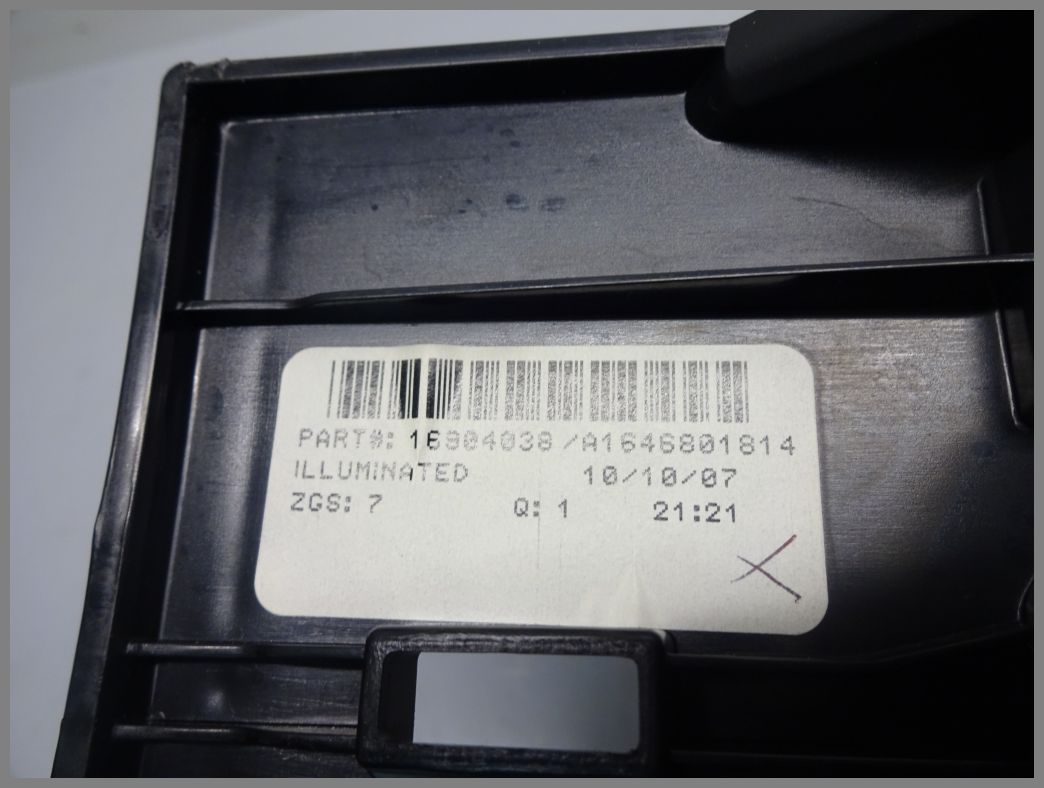 PART#: 16904038/A1646801814
ILLUMINATED 10/10/07
ZGS: 7 Q: 1 21:21